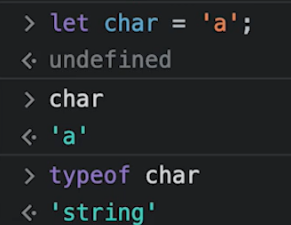 > let char = 'a';
<· undefined
> char
<· 'a'
> typeof char
<· 'string'